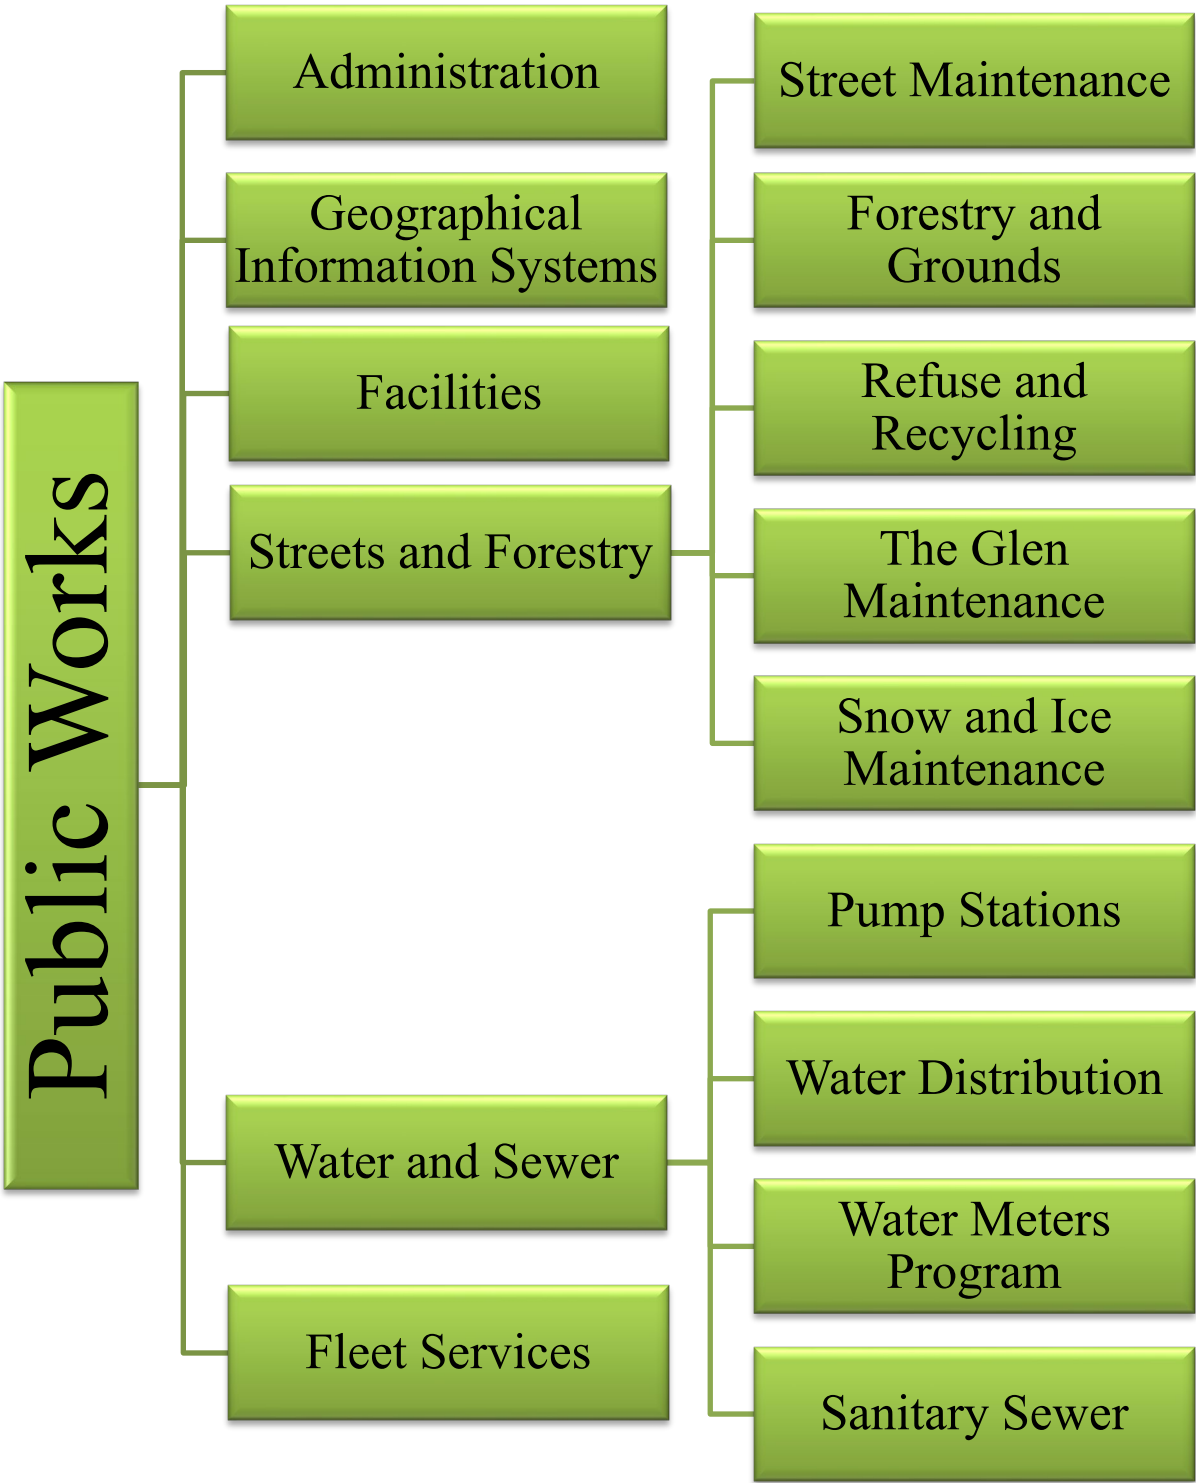 Public Works
Administration
Geographical
Information Systems
Facilities
Streets and Forestry
Street Maintenance
Forestry and
Grounds
Refuse and
Recycling
The Glen
Maintenance
Snow and Ice
Maintenance
Water and Sewer
Pump Stations
Water Distribution
Water Meters
Program
Sanitary Sewer
Fleet Services